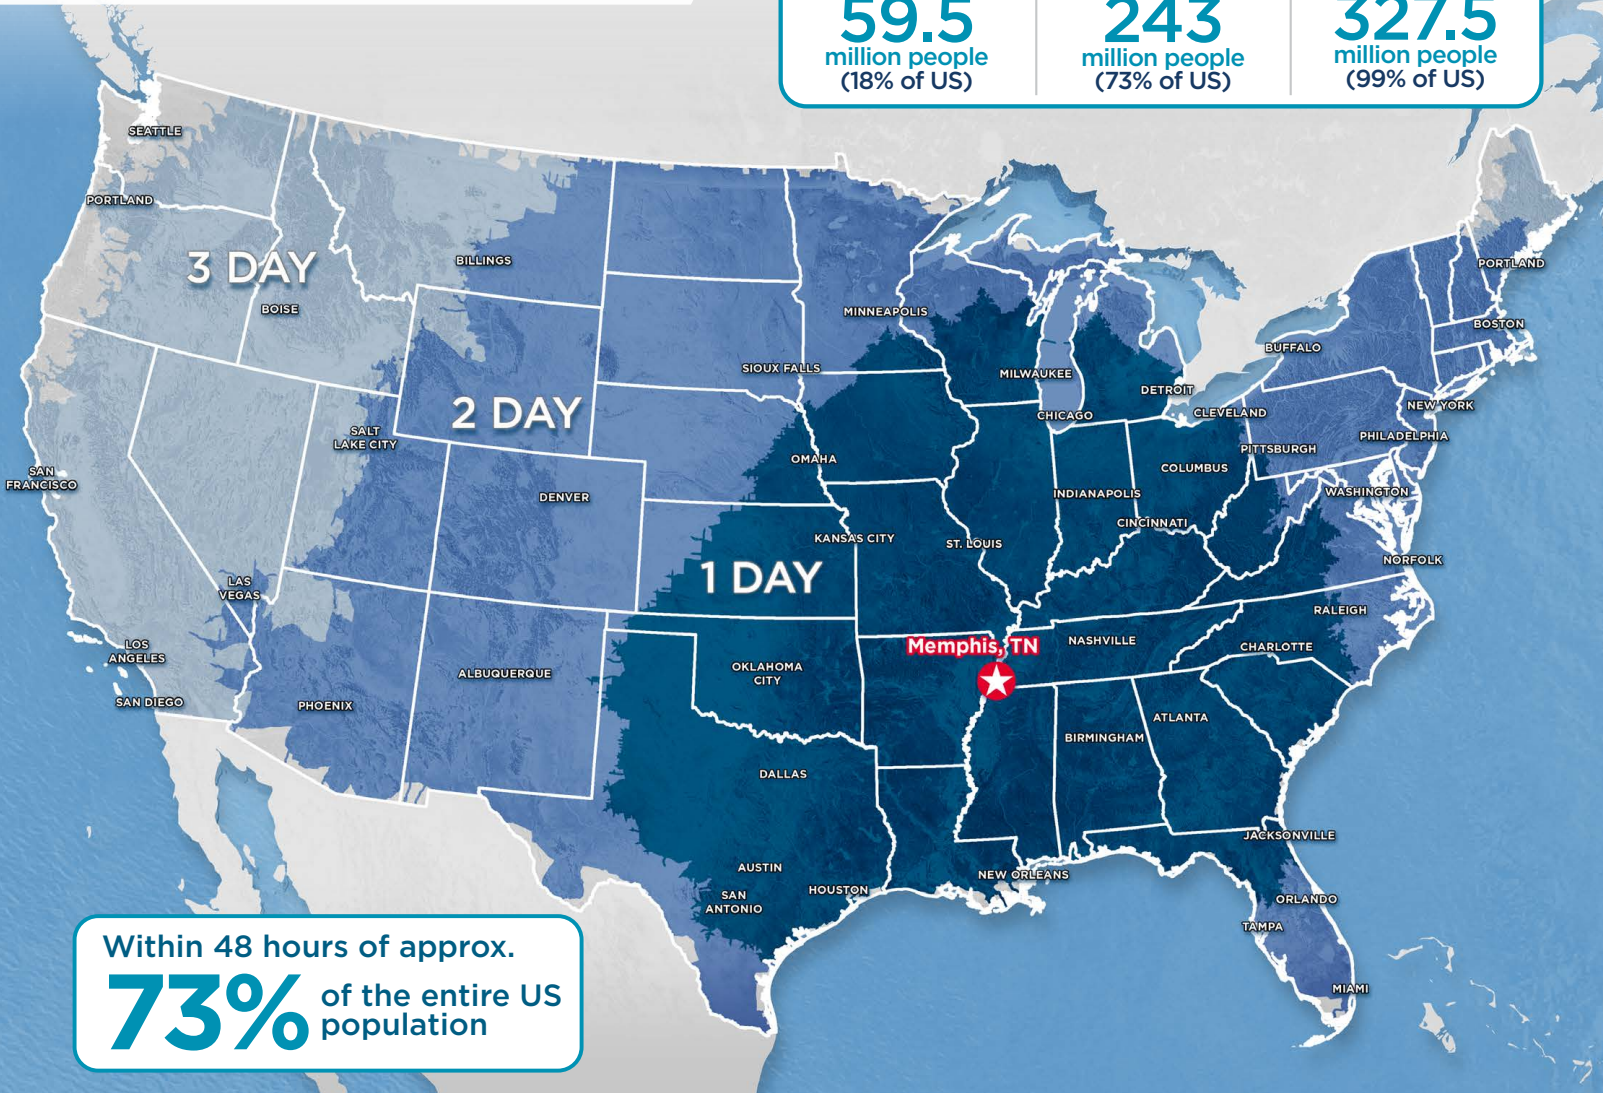 59.5
million people
(18% of US)
243
million people
(73% of US)
327.5
million people
(99% of US)
SEATTLE
PORTLAND
3 DAY
BOISE
BILLINGS
MINNEAPOLIS
SIOUX FALLS
MILWAUKEE
DETROIT
CHICAGO
CLEVELAND
BUFFALO
PORTLAND
BOSTON
NEW YORK
PHILADELPHIA
PITTSBURGH
2 DAY
SALT
LAKE CITY
SAN
FRANCISCO
DENVER
OMAHA
COLUMBUS
INDIANAPOLIS
WASHINGTON
CINCINNATI
KANSAS CITY
ST. LOUIS
NORFOLK
1 DAY
LAS
VEGAS
RALEIGH
LOS
ANGELES
Memphis, TN
NASHVILLE
CHARLOTTE
ALBUQUERQUE
OKLAHOMA
CITY
SAN DIEGO
PHOENIX
ATLANTA
BIRMINGHAM
DALLAS
JACKSONVILLE
AUSTIN
NEW ORLEANS
SAN
ANTONIO
HOUSTON
ORLANDO
TAMPA
MIAMI
Within 48 hours of approx.
73%
of the entire US
population